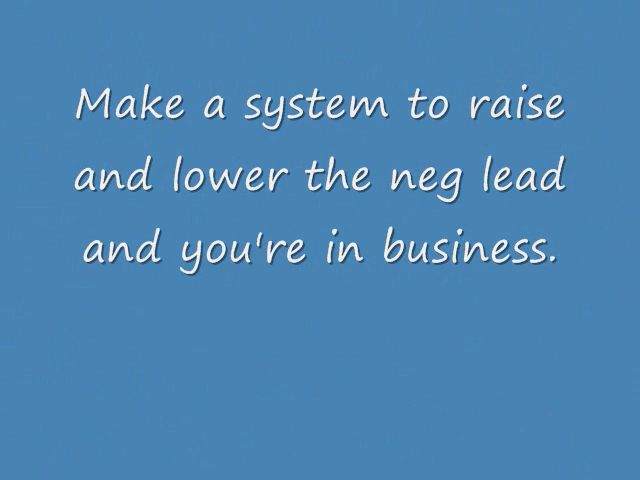 Make a system to raise
and lower the neg lead
and you're in business.